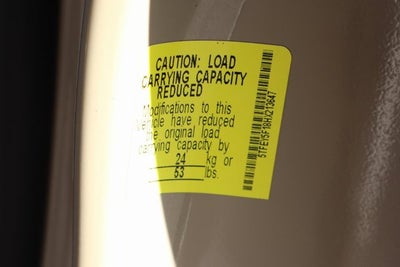 CAUTION: LOAD
CARRYING CAPACITY
REDUCED
Modifications to this
vehicle have reduced
the original load
carrying capacity by
24 kg or
53 lbs.
5TFEY5F18HX213647